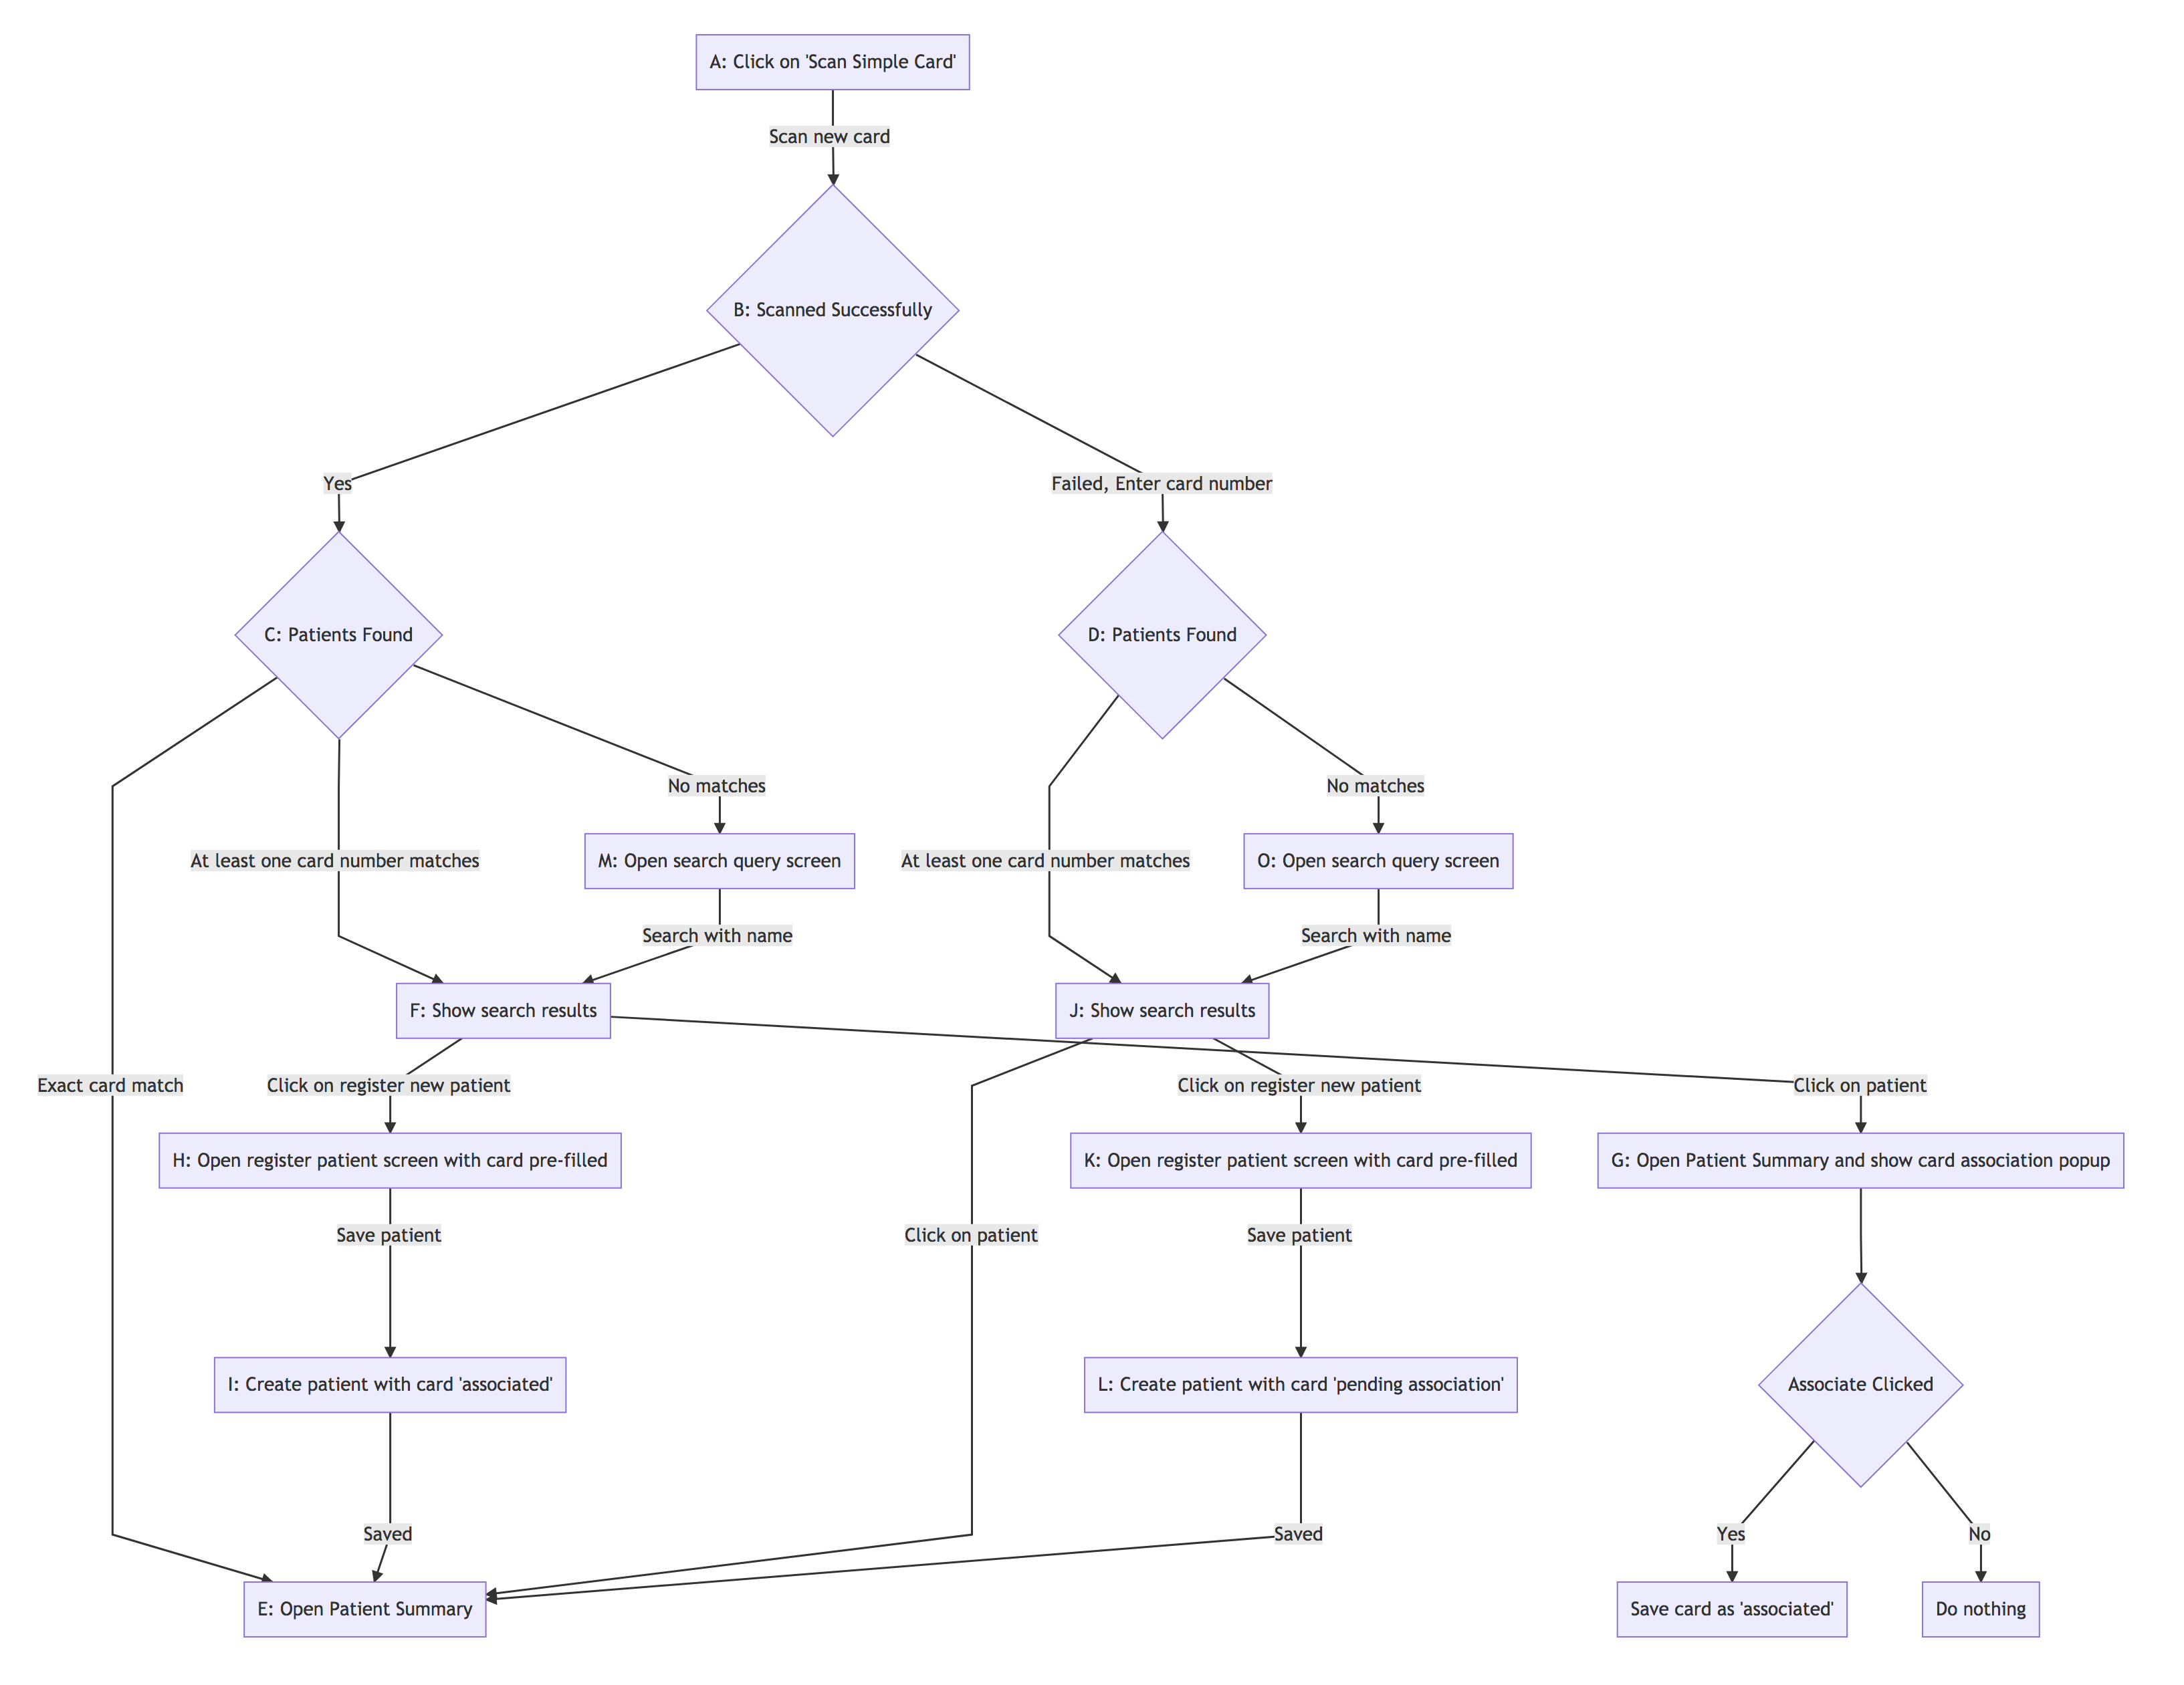 A: Click on 'Scan Simple Card'
Scan new card
B: Scanned Successfully
Yes
Failed, Enter card number
C: Patients Found
D: Patients Found
No matches
No matches
At least one card number matches
M: Open search query screen
At least one card number matches
O: Open search query screen
Search with name
Search with name
F: Show search results
J: Show search results
Exact card match
Click on register new patient
Click on register new patient
Click on patient
H: Open register patient screen with card pre-filled
K: Open register patient screen with card pre-filled
G: Open Patient Summary and show card association popup
Save patient
Click on patient
Save patient
I: Create patient with card 'associated'
L: Create patient with card 'pending association'
Associate Clicked
Saved
Saved
Yes
No
E: Open Patient Summary
Save card as 'associated'
Do nothing